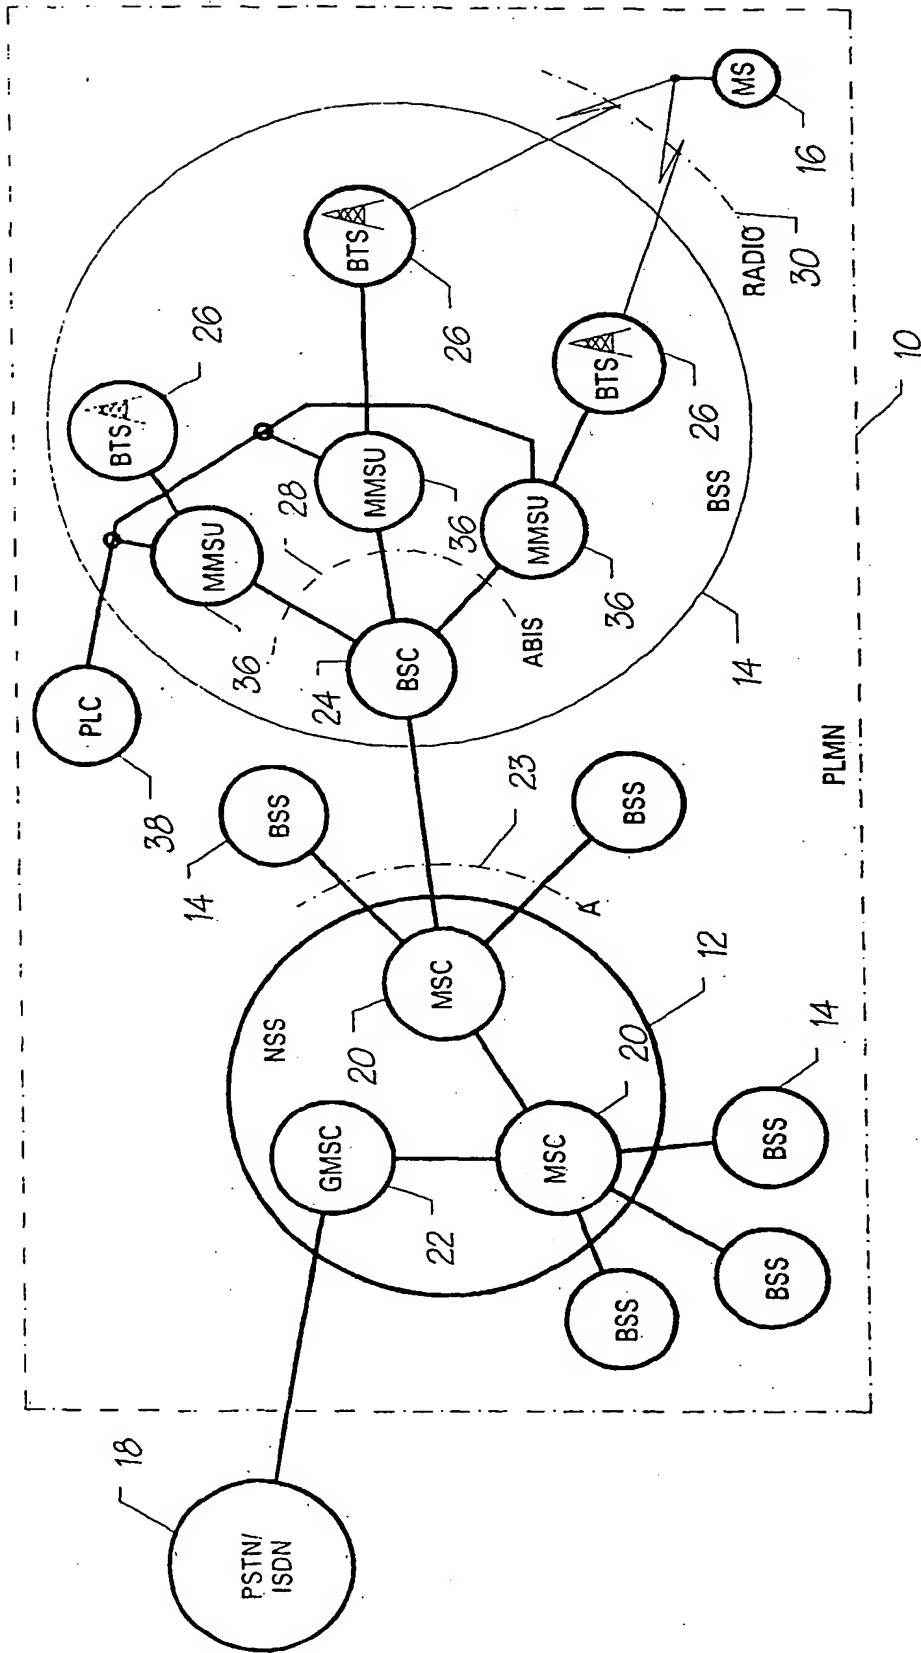 18
PSTN/
ISDN
NSS
GMSC
22
MSC
20
MSC
20
12
BSS
BSS
BSS
14
14
BSS
BSS
A
23
PLC
38
BSC
24
ABIS
28
MMSU
36
MMSU
36
MMSU
36
BTS
26
BTS
26
BTS
26
BSS
14
RADIO
30
MS
16
PLMN
10